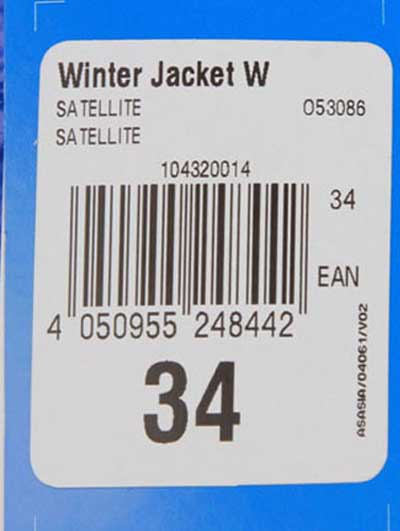 Winter Jacket W
SATELLITE 053086
SATELLITE
104320014
34
EAN
4 050955 248442
34
ASASIA/04061/V02